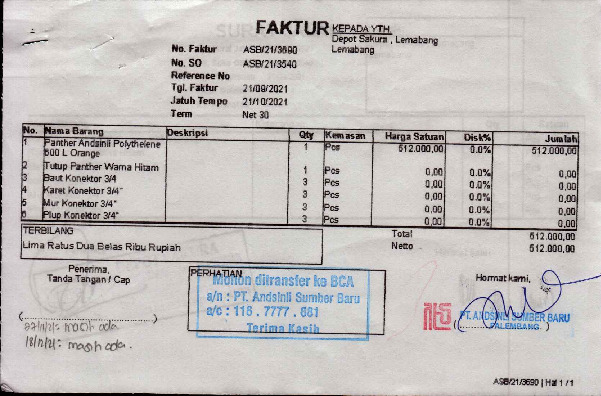 FAKTUR
KEPADA YTH.
Depot Sakura , Lemabang
Lemabang
No. Faktur ASB/21/3690
No. SO ASB/21/3540
Reference No
Tgl. Faktur 21/09/2021
Jatuh Tempo 21/10/2021
Term Net 30
No. Nama Barang Deskripsi Qty Kemasan Harga Satuan Disk% Jumlah
1 Panther Andsinli Polythelene 1 Pcs 512.000,00 0.0% 512.000,00
500 L Orange
2 Tutup Panther Warna Hitam 1 Pcs 0,00 0.0% 0,00
3 Baut Konektor 3/4 3 Pcs 0,00 0.0% 0,00
4 Karet Konektor 3/4" 3 Pcs 0,00 0.0% 0,00
5 Mur Konektor 3/4" 3 Pcs 0,00 0.0% 0,00
6 Plup Konektor 3/4" 3 Pcs 0,00 0.0% 0,00
TERBILANG
Lima Ratus Dua Belas Ribu Rupiah
Total 512.000,00
Netto 512.000,00
Penerima,
Tanda Tangan / Cap
PERHATIAN
Mohon ditransfer ke BCA
a/n : PT. Andsinli Sumber Baru
a/c : 118 . 7777 . 661
Terima Kasih
Hormat kami,
PT. ANDSINLI SUMBER BARU
PALEMBANG
masih ada
18/11/21: masih ada.
ASB/21/3690 | Hal 1 / 1